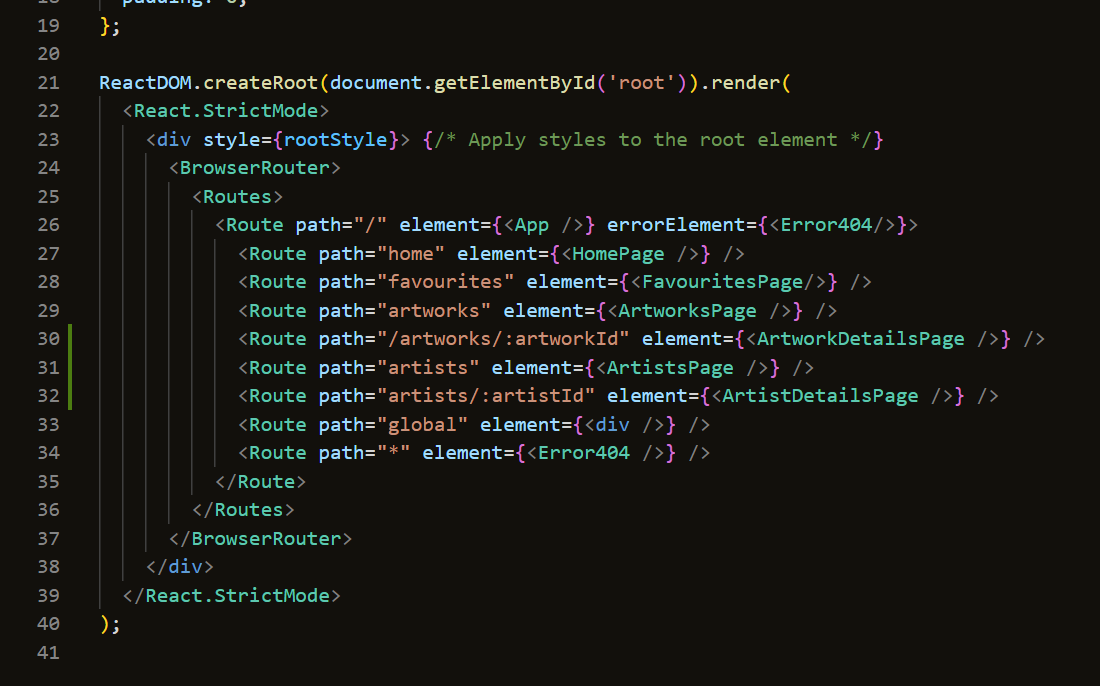 19 };
20
21 ReactDOM.createRoot(document.getElementById('root')).render(
22 <React.StrictMode>
23 <div style={rootStyle}> {/* Apply styles to the root element */}
24 <BrowserRouter>
25 <Routes>
26 <Route path="/" element={<App />} errorElement={<Error404/>}>
27 <Route path="home" element={<HomePage />} />
28 <Route path="favourites" element={<FavouritesPage/>} />
29 <Route path="artworks" element={<ArtworksPage />} />
30 <Route path="/artworks/:artworkId" element={<ArtworkDetailsPage />} />
31 <Route path="artists" element={<ArtistsPage />} />
32 <Route path="artists/:artistId" element={<ArtistDetailsPage />} />
33 <Route path="global" element={<div />} />
34 <Route path="*" element={<Error404 />} />
35 </Route>
36 </Routes>
37 </BrowserRouter>
38 </div>
39 </React.StrictMode>
40 );
41